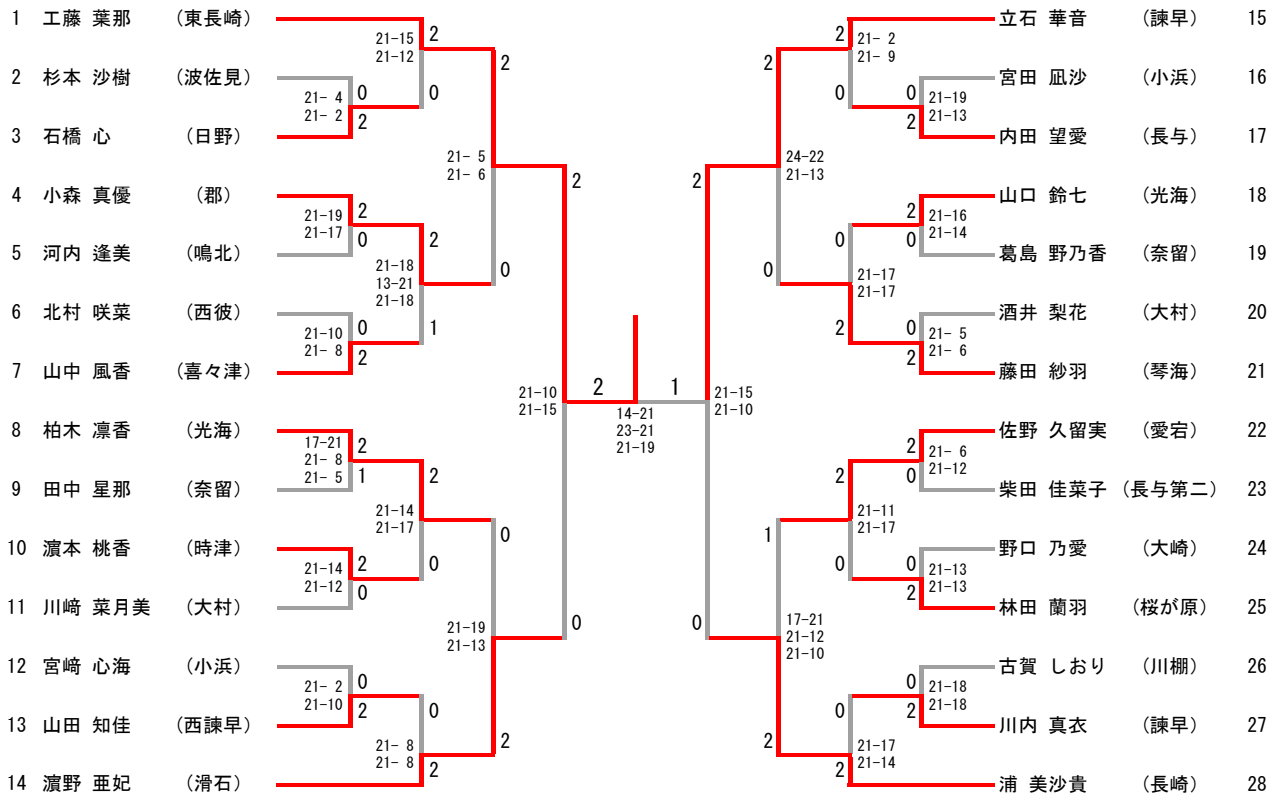 1 工藤 葉那 (東長崎)
2 杉本 沙樹 (波佐見)
3 石橋 心 (日野)
4 小森 真優 (郡)
5 河内 逢美 (鳴北)
6 北村 咲菜 (西彼)
7 山中 風香 (喜々津)
8 柏木 凛香 (光海)
9 田中 星那 (奈留)
10 濵本 桃香 (時津)
11 川﨑 菜月美 (大村)
12 宮﨑 心海 (小浜)
13 山田 知佳 (西諫早)
14 濵野 亜妃 (滑石)
21-15 2
21-12
0
21- 4 0
21- 2 2
2
21- 5
21- 6
0
21-19 2
21-17 0
2
21-18
13-21
21-18
1
21-10 0
21- 8 2
2
21-10
21-15
0
17-21 2
21- 8
21- 5 1
2
21-14
21-17
0
21-14 2
21-12 0
0
21-19
21-13
2
21- 2 0
21-10 2
0
21- 8
21- 8 2
2 1
14-21
23-21
21-19
2 21- 2
21- 9
0
0 21-19
2 21-13
2
24-22
21-13
0
2 21-16
0 21-14
0
21-17
21-17
2
0 21- 5
2 21- 6
2
21-15
21-10
0
2 21- 6
0 21-12
2
21-11
21-17
0
0 21-13
2 21-13
1
17-21
21-12
21-10
2
0 21-18
2 21-18
0
21-17
2 21-14
立石 華音 (諫早) 15
宮田 凪沙 (小浜) 16
内田 望愛 (長与) 17
山口 鈴七 (光海) 18
葛島 野乃香 (奈留) 19
酒井 梨花 (大村) 20
藤田 紗羽 (琴海) 21
佐野 久留実 (愛宕) 22
柴田 佳菜子 (長与第二) 23
野口 乃愛 (大崎) 24
林田 蘭羽 (桜が原) 25
古賀 しおり (川棚) 26
川内 真衣 (諫早) 27
浦 美沙貴 (長崎) 28